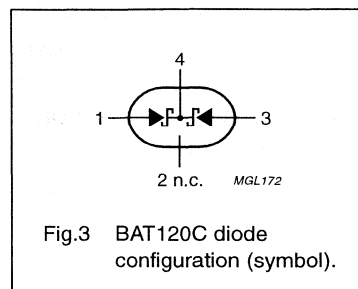 4
1 3
2 n.c. MGL172
Fig.3 BAT120C diode
configuration (symbol).